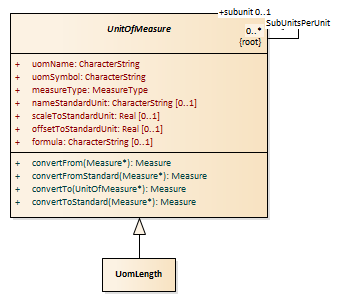 +subunit 0..1
UnitOfMeasure
SubUnitsPerUnit
0..*
{root}
+ uomName: CharacterString
+ uomSymbol: CharacterString
+ measureType: MeasureType
+ nameStandardUnit: CharacterString [0..1]
+ scaleToStandardUnit: Real [0..1]
+ offsetToStandardUnit: Real [0..1]
+ formula: CharacterString [0..1]
+ convertFrom(Measure*): Measure
+ convertFromStandard(Measure*): Measure
+ convertTo(UnitOfMeasure*): Measure
+ convertToStandard(Measure*): Measure
UomLength